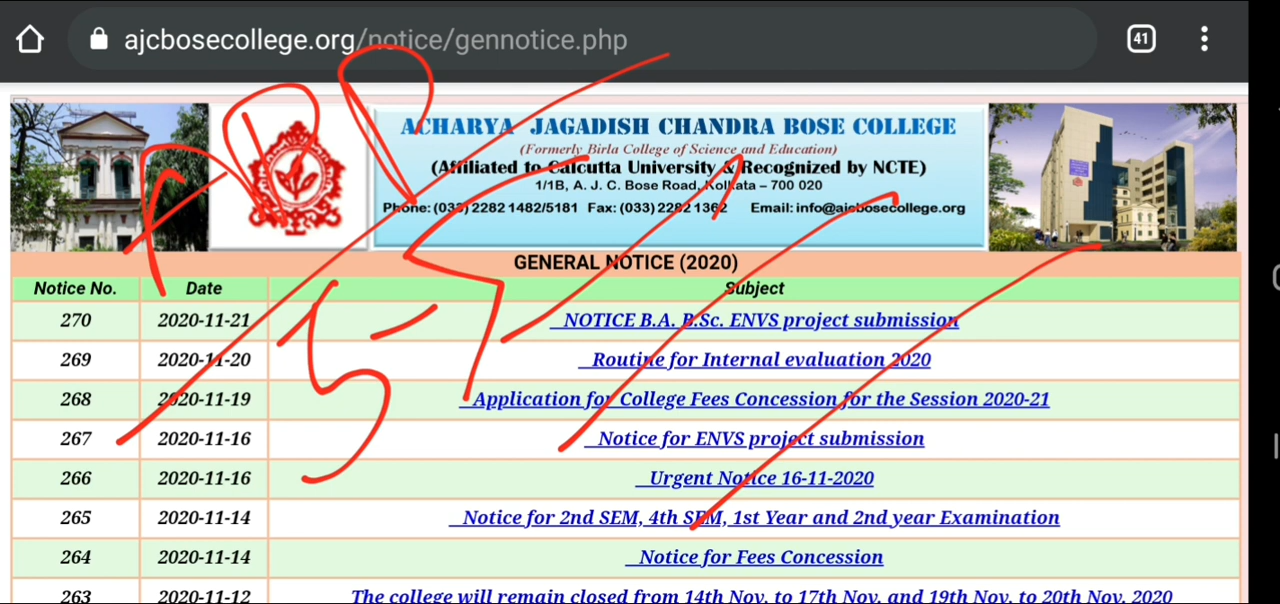 ajcbosecollege.org/notice/gennotice.php
41
ACHARYA JAGADISH CHANDRA BOSE COLLEGE
(Formerly Birla College of Science and Education)
(Affiliated to Calcutta University & Recognized by NCTE)
1/1B, A. J. C. Bose Road, Kolkata – 700 020
Phone: (033) 2282 1482/5181 Fax: (033) 2282 1362 Email: info@ajcbosecollege.org
GENERAL NOTICE (2020)
Notice No. Date Subject
270 2020-11-21 NOTICE B.A. B.Sc. ENVS project submission
269 2020-11-20 Routine for Internal evaluation 2020
268 2020-11-19 Application for College Fees Concession for the Session 2020-21
267 2020-11-16 Notice for ENVS project submission
266 2020-11-16 Urgent Notice 16-11-2020
265 2020-11-14 Notice for 2nd SEM, 4th SEM, 1st Year and 2nd year Examination
264 2020-11-14 Notice for Fees Concession
263 2020-11-12 The college will remain closed from 14th Nov. to 17th Nov. and 19th Nov. to 20th Nov. 2020